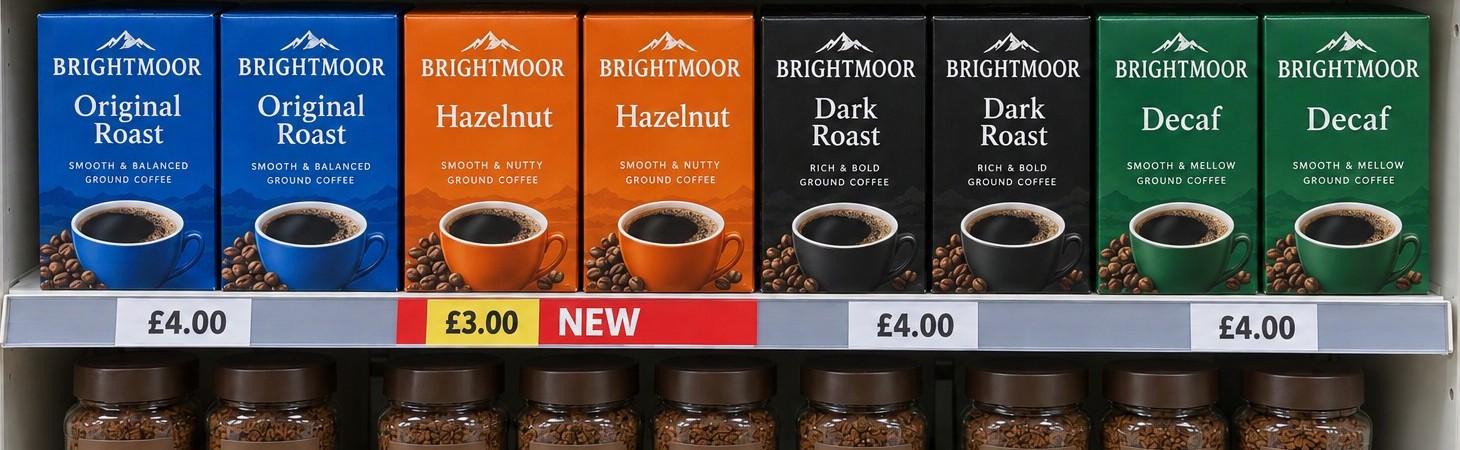 BRIGHTMOOR
Original
Roast
SMOOTH & BALANCED
GROUND COFFEE
BRIGHTMOOR
Original
Roast
SMOOTH & BALANCED
GROUND COFFEE
BRIGHTMOOR
Hazelnut
SMOOTH & NUTTY
GROUND COFFEE
BRIGHTMOOR
Hazelnut
SMOOTH & NUTTY
GROUND COFFEE
BRIGHTMOOR
Dark
Roast
RICH & BOLD
GROUND COFFEE
BRIGHTMOOR
Dark
Roast
RICH & BOLD
GROUND COFFEE
BRIGHTMOOR
Decaf
SMOOTH & MELLOW
GROUND COFFEE
BRIGHTMOOR
Decaf
SMOOTH & MELLOW
GROUND COFFEE
£4.00
£3.00 NEW
£4.00
£4.00